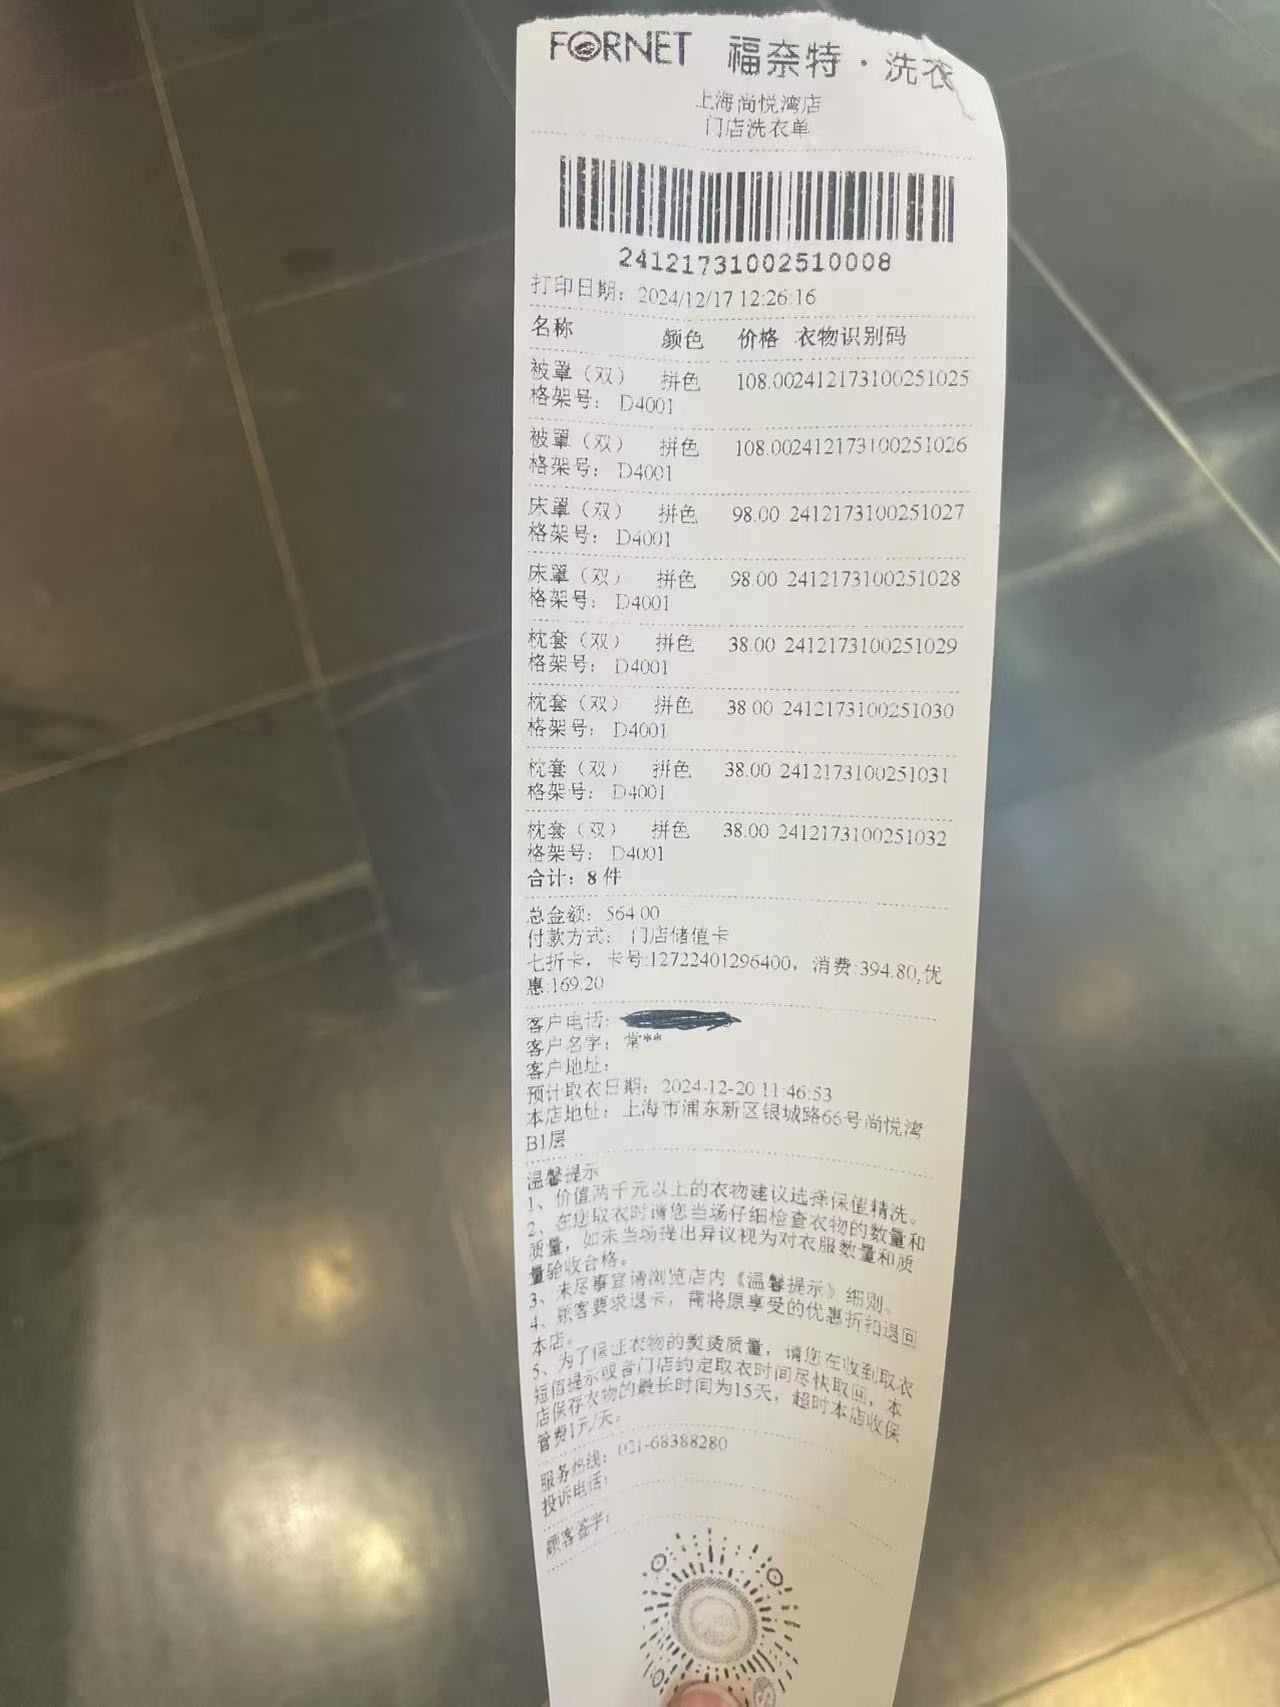 FORNET 福奈特·洗衣
上海尚悦湾店
门店洗衣单
24121731002510008
打印日期: 2024/12/17 12:26:16
名称 颜色 价格 衣物识别码
被罩（双） 拼色 108.002412173100251025
格架号: D4001
被罩（双） 拼色 108.002412173100251026
格架号: D4001
床罩（双） 拼色 98.00 2412173100251027
格架号: D4001
床罩（双） 拼色 98.00 2412173100251028
格架号: D4001
枕套（双） 拼色 38.00 2412173100251029
格架号: D4001
枕套（双） 拼色 38.00 2412173100251030
格架号: D4001
枕套（双） 拼色 38.00 2412173100251031
格架号: D4001
枕套（双） 拼色 38.00 2412173100251032
格架号: D4001
合计: 8 件
总金额: 564.00
付款方式: 门店储值卡
七折卡, 卡号:12722401296400, 消费:394.80,优
惠:169.20
客户电话:
客户名字: 常**
客户地址:
预计取衣日期: 2024-12-20 11:46:53
本店地址: 上海市浦东新区银城路66号尚悦湾
B1层
温馨提示
1、价值两千元以上的衣物建议选择保值精洗。
2、在您取衣时请您当场仔细检查衣物的数量和
质量，如未当场提出异议视为对衣服数量和质
量验收合格。
3、未尽事宜请浏览店内《温馨提示》细则。
4、顾客要求退卡，需将原享受的优惠折扣退回
本店。
5、为了保证衣物的熨烫质量，请您在收到取衣
短信提示或者门店约定取衣时间尽快取回，本
店保存衣物的最长时间为15天，超时本店收保
管费1元/天。
服务热线: 021-68388280
投诉电话:
顾客签字: